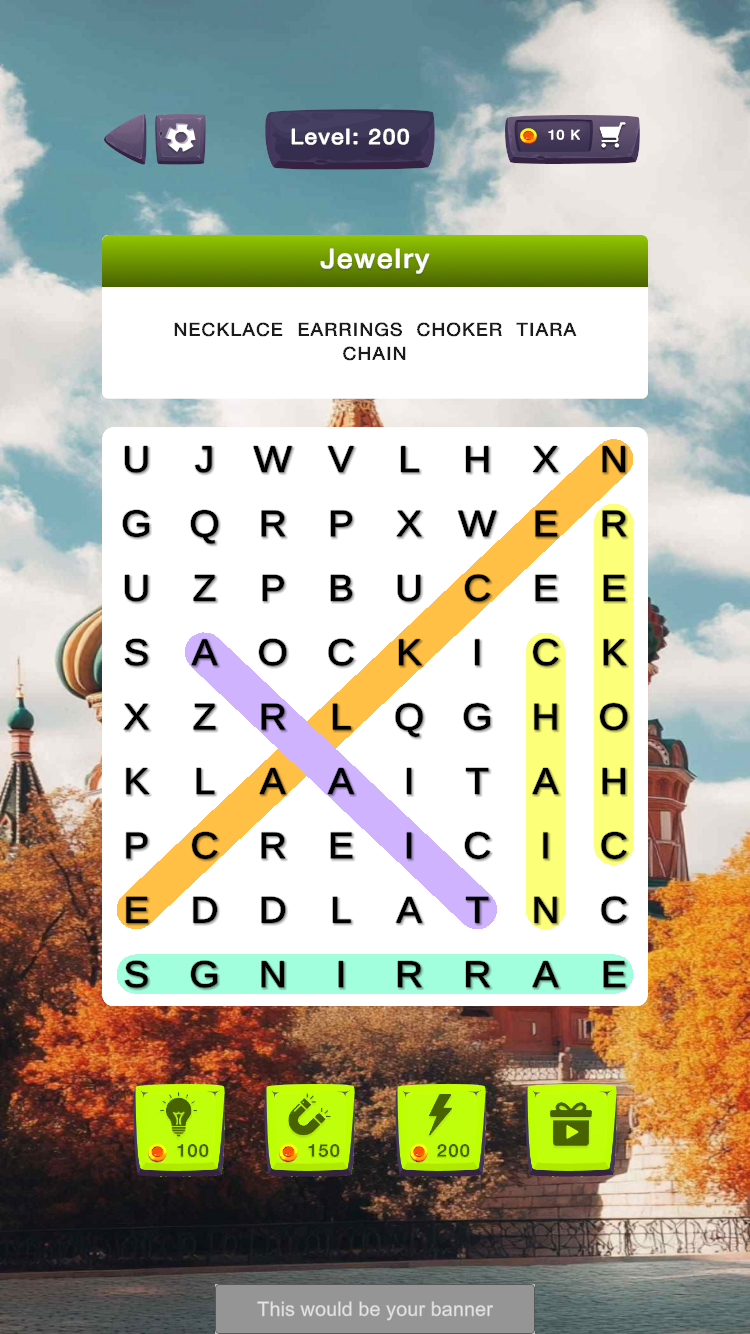 Level: 200
10 K
Jewelry
NECKLACE EARRINGS CHOKER TIARA
CHAIN
U J W V L H X N
G Q R P X W E R
U Z P B U C E E
S A O C K I C K
X Z R L Q G H O
K L A A I T A H
P C R E I C I C
E D D L A T N C
S G N I R R A E
100 150 200
This would be your banner